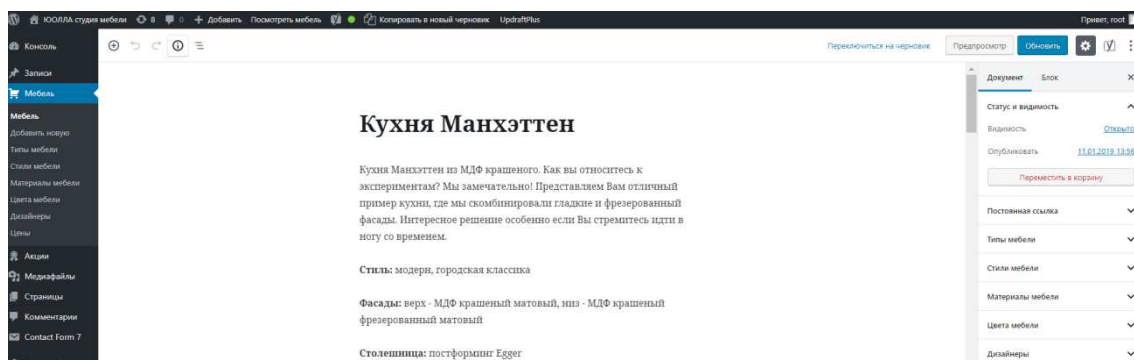 ЮОЛЛА студия мебели 8 0 Добавить Посмотреть мебель Копировать в новый черновик UpdraftPlus Привет, root
Консоль
Записи
Мебель
Мебель
Добавить новую
Типы мебели
Стили мебели
Материалы мебели
Цвета мебели
Дизайнеры
Цены
Акции
Медиафайлы
Страницы
Комментарии
Contact Form 7
Переключиться на черновик Предпросмотр Обновить
Кухня Манхэттен
Кухня Манхэттен из МДФ крашеного. Как вы относитесь к
экспериментам? Мы замечательно! Представляем Вам отличный
пример кухни, где мы скомбинировали гладкие и фрезерованный
фасады. Интересное решение особенно если Вы стремитесь идти в
ногу со временем.
Стиль: модерн, городская классика
Фасады: верх - МДФ крашеный матовый, низ - МДФ крашеный
фрезерованный матовый
Столешница: постформинг Egger
Документ Блок
Статус и видимость
Видимость Открыто
Опубликовать 11.01.2019 13:56
Переместить в корзину
Постоянная ссылка
Типы мебели
Стили мебели
Материалы мебели
Цвета мебели
Дизайнеры